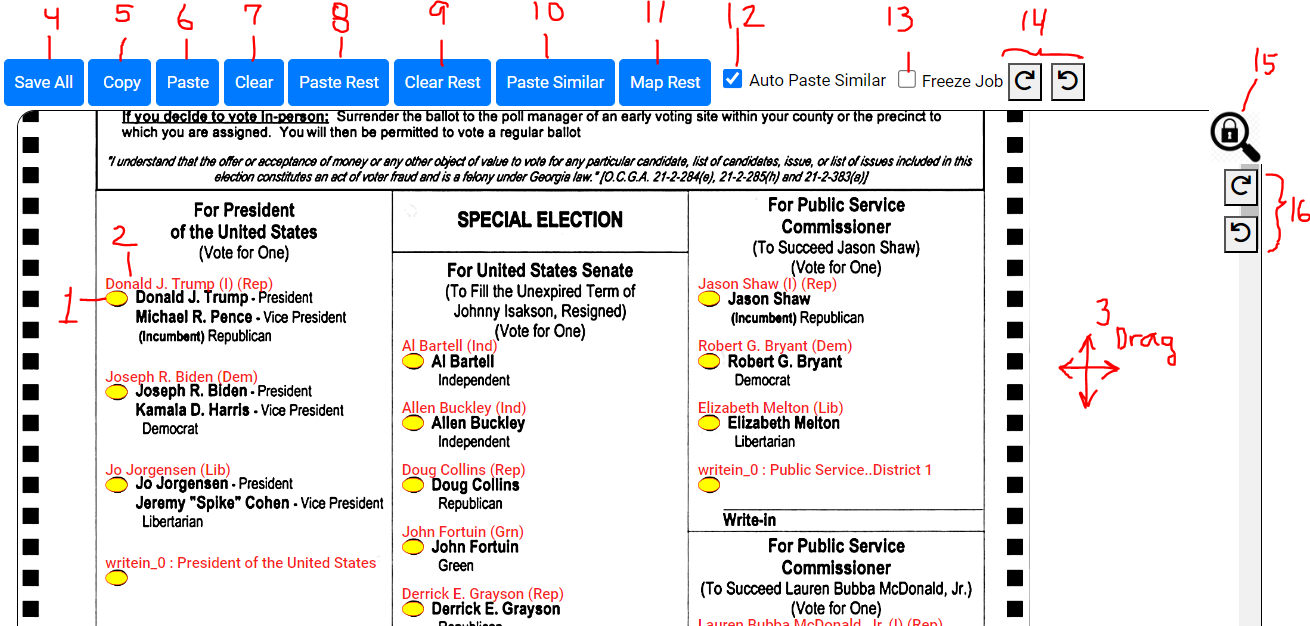 4 5 6 7 8 9 10 11 12 13 14
Save All Copy Paste Clear Paste Rest Clear Rest Paste Similar Map Rest Auto Paste Similar Freeze Job
15
16
If you decide to vote in-person: Surrender the ballot to the poll manager of an early voting site within your county or the precinct to
which you are assigned. You will then be permitted to vote a regular ballot
"I understand that the offer or acceptance of money or any other object of value to vote for any particular candidate, list of candidates, issue, or list of issues included in this
election constitutes an act of voter fraud and is a felony under Georgia law." [O.C.G.A. 21-2-284(e), 21-2-285(h) and 21-2-383(a)]
For President
of the United States
(Vote for One)
2
Donald J. Trump (I) (Rep)
1
Donald J. Trump - President
Michael R. Pence - Vice President
(Incumbent) Republican
Joseph R. Biden (Dem)
Joseph R. Biden - President
Kamala D. Harris - Vice President
Democrat
Jo Jorgensen (Lib)
Jo Jorgensen - President
Jeremy "Spike" Cohen - Vice President
Libertarian
writein_0 : President of the United States
SPECIAL ELECTION
For United States Senate
(To Fill the Unexpired Term of
Johnny Isakson, Resigned)
(Vote for One)
Al Bartell (Ind)
Al Bartell
Independent
Allen Buckley (Ind)
Allen Buckley
Independent
Doug Collins (Rep)
Doug Collins
Republican
John Fortuin (Grn)
John Fortuin
Green
Derrick E. Grayson (Rep)
Derrick E. Grayson
Republican
For Public Service
Commissioner
(To Succeed Jason Shaw)
(Vote for One)
Jason Shaw (I) (Rep)
Jason Shaw
(Incumbent) Republican
Robert G. Bryant (Dem)
Robert G. Bryant
Democrat
Elizabeth Melton (Lib)
Elizabeth Melton
Libertarian
writein_0 : Public Service..District 1
Write-in
For Public Service
Commissioner
(To Succeed Lauren Bubba McDonald, Jr.)
(Vote for One)
Lauren Bubba McDonald, Jr. (I) (Rep)
3
Drag